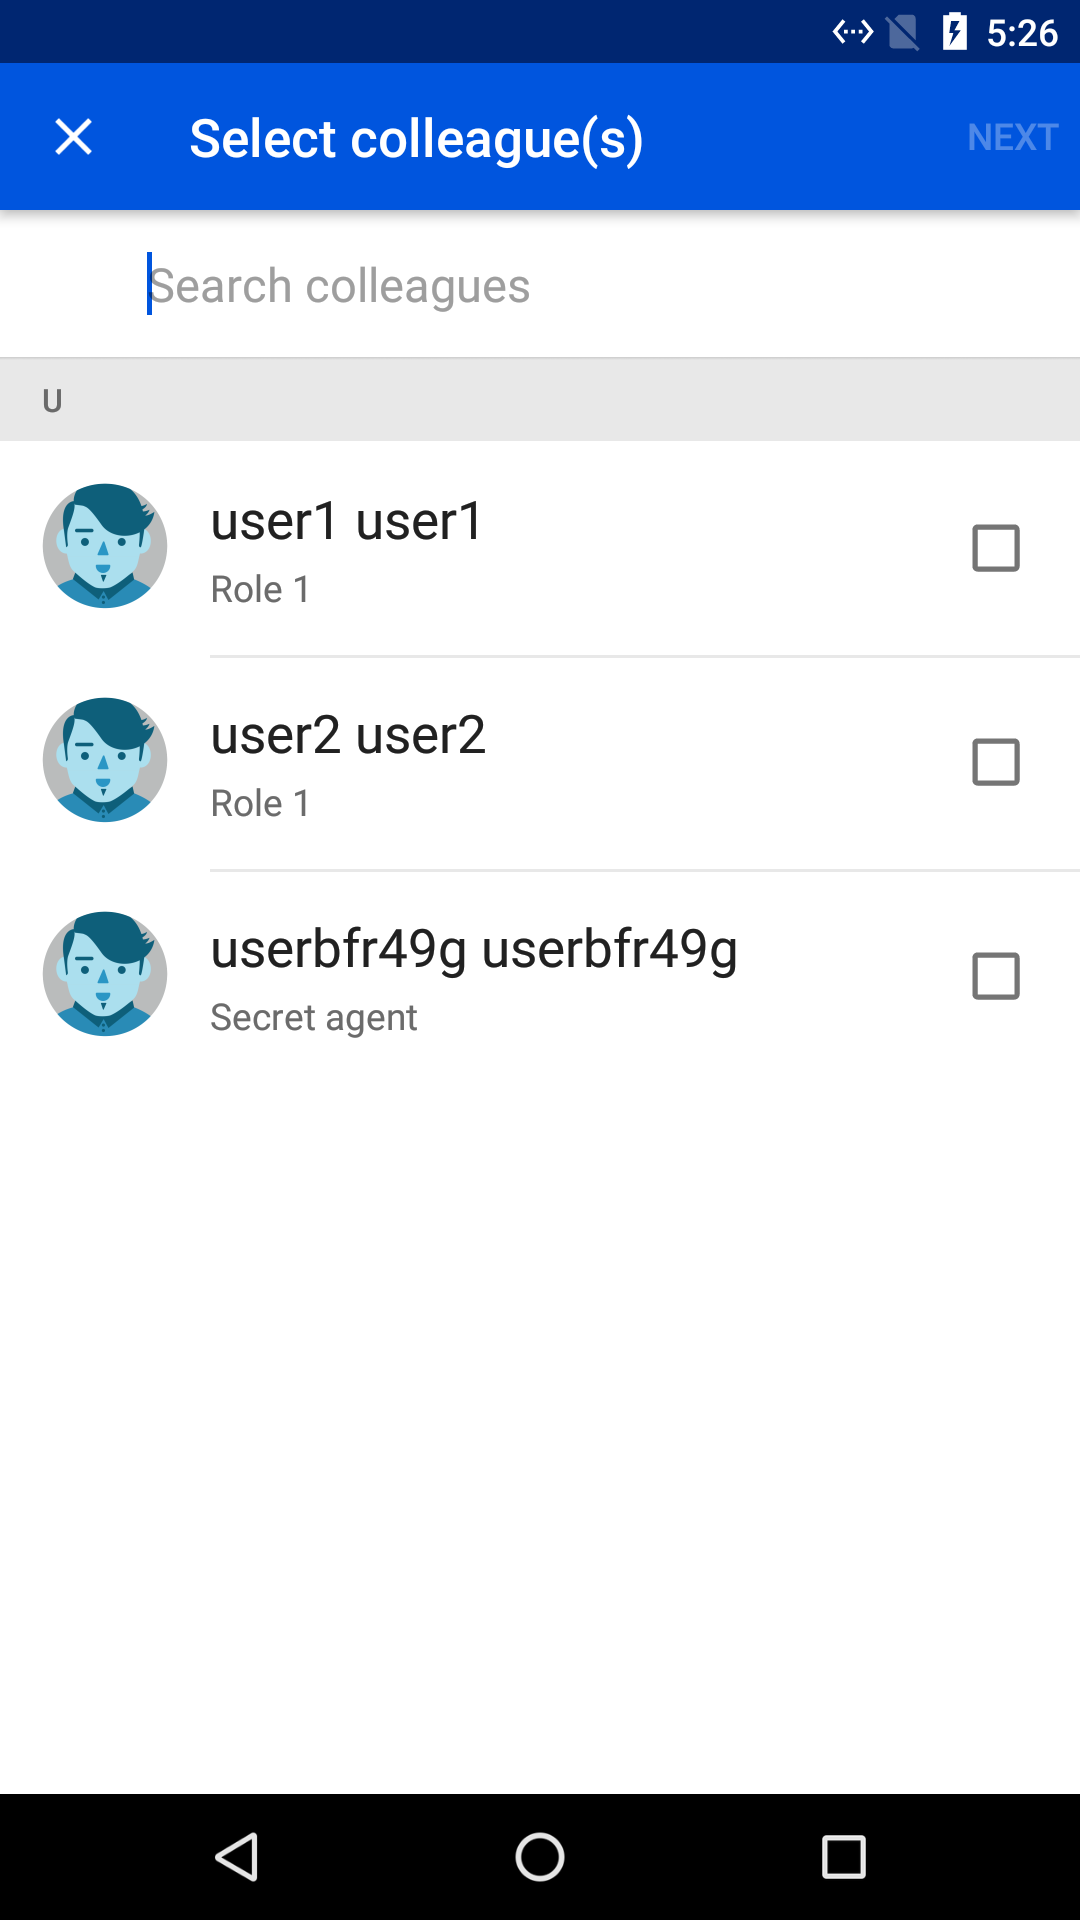 5:26
Select colleague(s)
NEXT
Search colleagues
U
user1 user1
Role 1
user2 user2
Role 1
userbfr49g userbfr49g
Secret agent